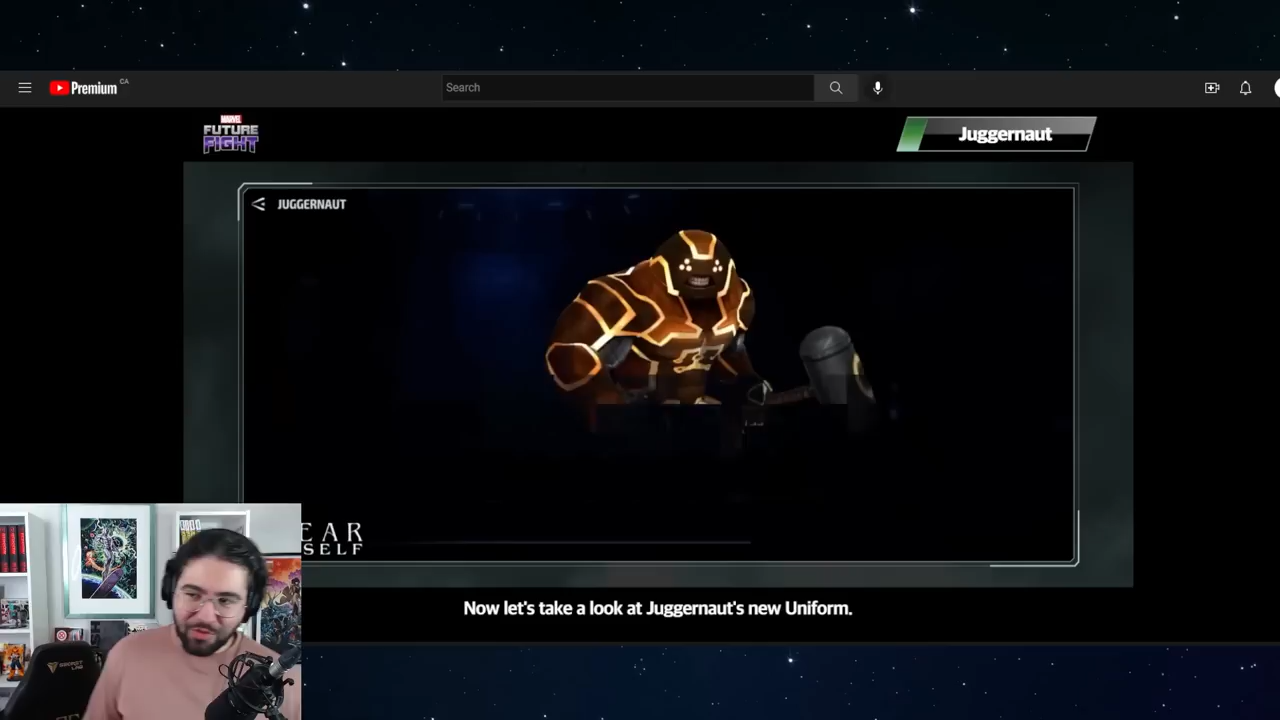 Premium CA
Search
MARVEL
FUTURE
FIGHT
Juggernaut
JUGGERNAUT
EAR
SELF
Now let's take a look at Juggernaut's new Uniform.